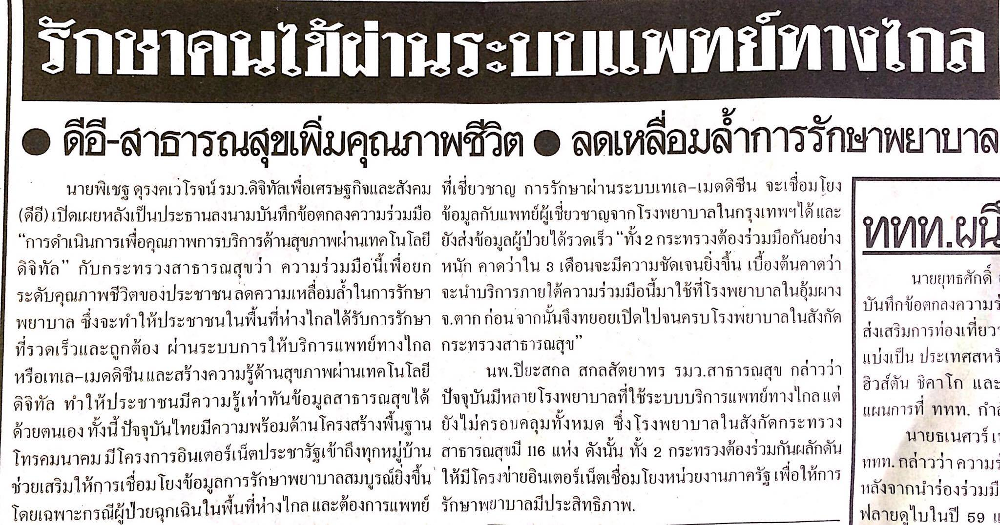 รักษาคนไข้ผ่านระบบแพทย์ทางไกล
● ดีอี-สาธารณสุขเพิ่มคุณภาพชีวิต ● ลดเหลื่อมล้ำการรักษาพยาบาล
นายพิเชฐ ดุรงคเวโรจน์ รมว.ดิจิทัลเพื่อเศรษฐกิจและสังคม
(ดีอี) เปิดเผยหลังเป็นประธานลงนามบันทึกข้อตกลงความร่วมมือ
“การดำเนินการเพื่อคุณภาพการบริการด้านสุขภาพผ่านเทคโนโลยี
ดิจิทัล” กับกระทรวงสาธารณสุขว่า ความร่วมมือนี้เพื่อยก
ระดับคุณภาพชีวิตของประชาชน ลดความเหลื่อมล้ำในการรักษา
พยาบาล ซึ่งจะทำให้ประชาชนในพื้นที่ห่างไกลได้รับการรักษา
ที่รวดเร็วและถูกต้อง ผ่านระบบการให้บริการแพทย์ทางไกล
หรือเทเล-เมดดิซีน และสร้างความรู้ด้านสุขภาพผ่านเทคโนโลยี
ดิจิทัล ทำให้ประชาชนมีความรู้เท่าทันข้อมูลสาธารณสุขได้
ด้วยตนเอง ทั้งนี้ ปัจจุบันไทยมีความพร้อมด้านโครงสร้างพื้นฐาน
โทรคมนาคม มีโครงการอินเตอร์เน็ตประชารัฐเข้าถึงทุกหมู่บ้าน
ช่วยเสริมให้การเชื่อมโยงข้อมูลการรักษาพยาบาลสมบูรณ์ยิ่งขึ้น
โดยเฉพาะกรณีผู้ป่วยฉุกเฉินในพื้นที่ห่างไกล และต้องการแพทย์
ที่เชี่ยวชาญ การรักษาผ่านระบบเทเล-เมดดิซีน จะเชื่อมโยง
ข้อมูลกับแพทย์ผู้เชี่ยวชาญจากโรงพยาบาลในกรุงเทพฯได้ และ
ยังส่งข้อมูลผู้ป่วยได้รวดเร็ว “ทั้ง 2 กระทรวงต้องร่วมมือกันอย่าง
หนัก คาดว่าใน 3 เดือนจะมีความชัดเจนยิ่งขึ้น เบื้องต้นคาดว่า
จะนำบริการภายใต้ความร่วมมือนี้มาใช้ที่โรงพยาบาลในอุ้มผาง
จ.ตาก ก่อน จากนั้นจึงทยอยเปิดไปจนครบโรงพยาบาลในสังกัด
กระทรวงสาธารณสุข”
นพ.ปิยะสกล สกลสัตยาทร รมว.สาธารณสุข กล่าวว่า
ปัจจุบันมีหลายโรงพยาบาลที่ใช้ระบบบริการแพทย์ทางไกล แต่
ยังไม่ครอบคลุมทั้งหมด ซึ่งโรงพยาบาลในสังกัดกระทรวง
สาธารณสุขมี 116 แห่ง ดังนั้น ทั้ง 2 กระทรวงต้องร่วมกันผลักดัน
ให้มีโครงข่ายอินเตอร์เน็ตเชื่อมโยงหน่วยงานภาครัฐ เพื่อให้การ
รักษาพยาบาลมีประสิทธิภาพ.
ททท.ผนึ
นายยุทธศักดิ์
บันทึกข้อตกลงความร่
ส่งเสริมการท่องเที่ยว
แบ่งเป็น ประเทศสหรั
ฮิวส์ตัน ชิคาโก และ
แผนการที่ ททท. กำ
นายธเนศวร์
ททท. กล่าวว่า ความร่
หลังจากนำร่องร่วมมื
ฟลายดูไบในปี 59